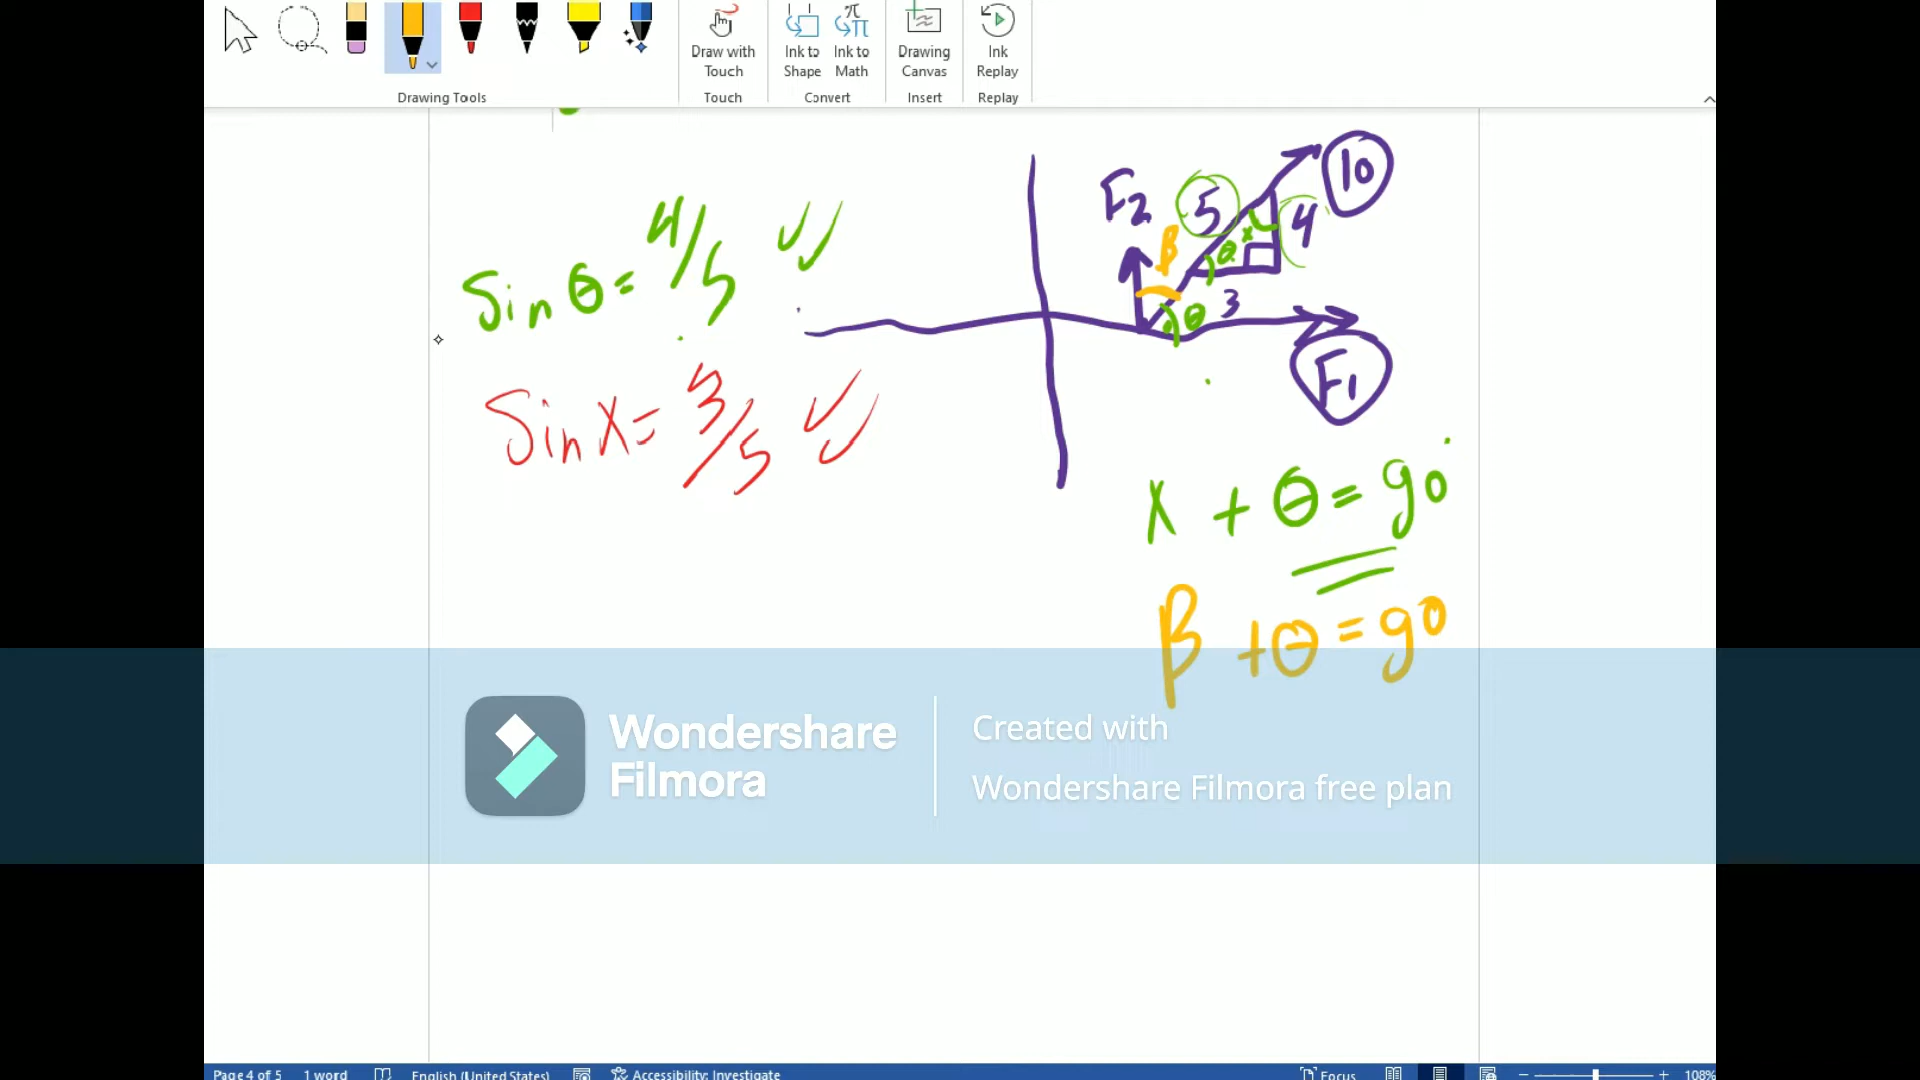 Draw with Touch
Ink to Shape
Ink to Math
Drawing Canvas
Ink Replay
Drawing Tools
Touch
Convert
Insert
Replay
F2
5
10
4
β
x
θ
θ
3
F1
Sin θ = 4/5
Sin x = 3/5
x + θ = 90
β + θ = 90
Wondershare Filmora
Created with
Wondershare Filmora free plan
Page 4 of 5
1 word
English (United States)
Accessibility: Investigate
Focus
108%